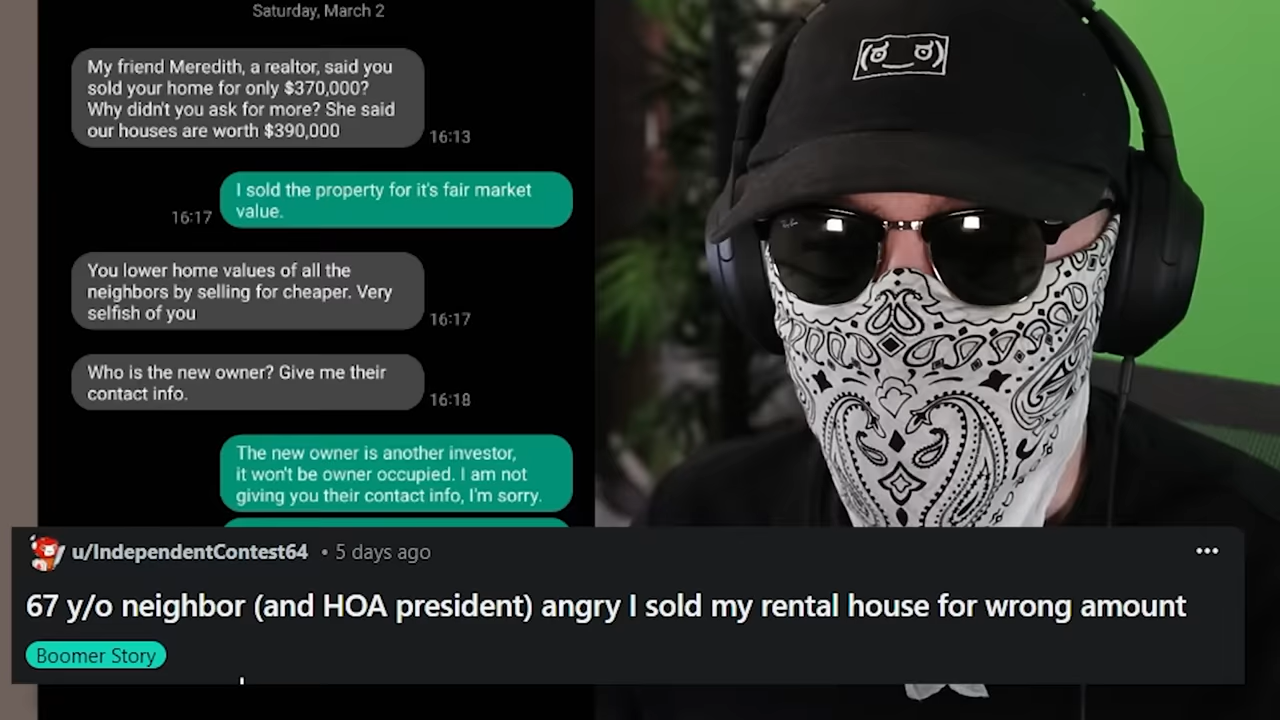 Saturday, March 2
My friend Meredith, a realtor, said you
sold your home for only $370,000?
Why didn't you ask for more? She said
our houses are worth $390,000
16:13
I sold the property for it's fair market
value.
16:17
You lower home values of all the
neighbors by selling for cheaper. Very
selfish of you
16:17
Who is the new owner? Give me their
contact info.
16:18
The new owner is another investor,
it won't be owner occupied. I am not
giving you their contact info, I'm sorry.
u/IndependentContest64 • 5 days ago
67 y/o neighbor (and HOA president) angry I sold my rental house for wrong amount
Boomer Story